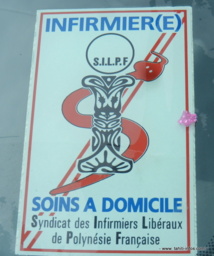 INFIRMIER(E)
S.I.L.P.F
SOINS A DOMICILE
Syndicat des Infirmiers Libéraux
de Polynésie Française